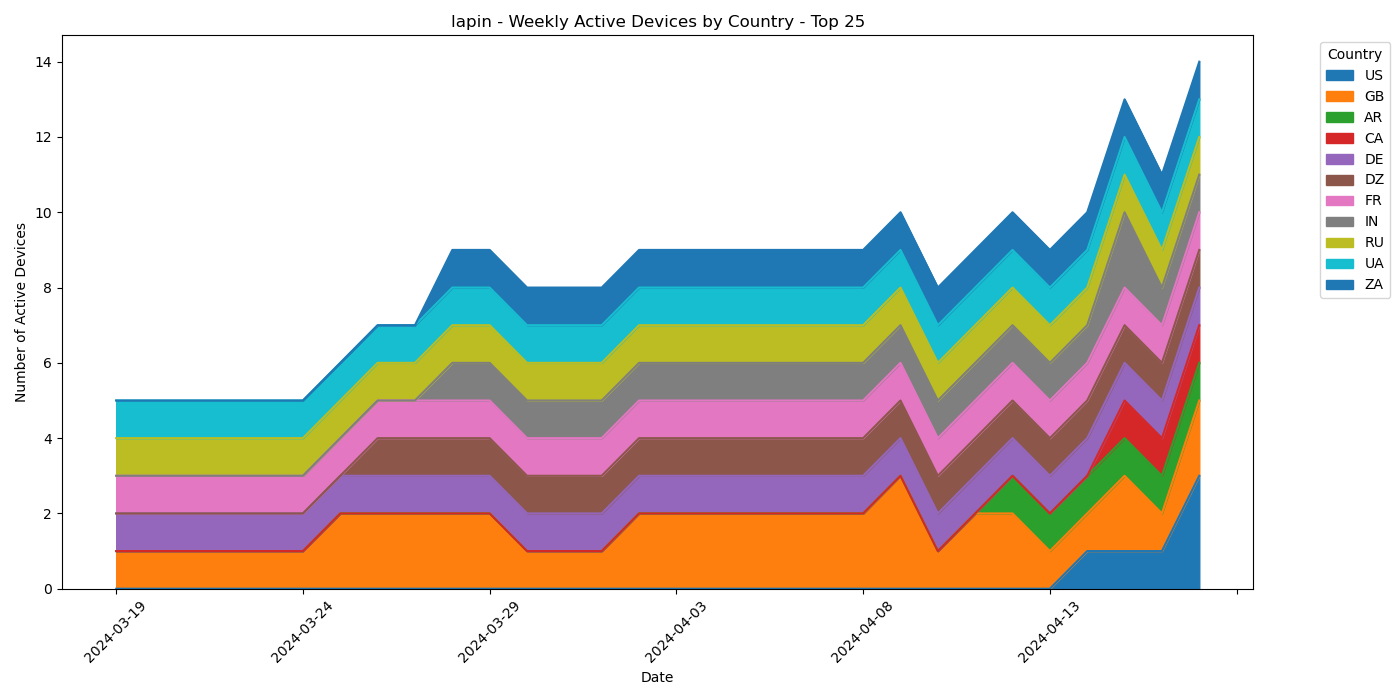 lapin - Weekly Active Devices by Country - Top 25
Number of Active Devices
14
12
10
8
6
4
2
0
2024-03-19
2024-03-24
2024-03-29
2024-04-03
2024-04-08
2024-04-13
Date
Country
US
GB
AR
CA
DE
DZ
FR
IN
RU
UA
ZA